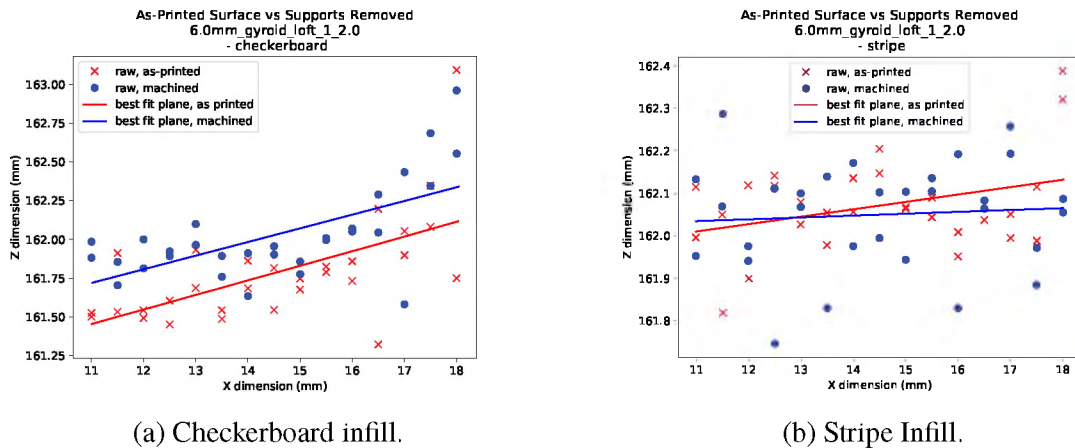 As-Printed Surface vs Supports Removed
6.0mm_gyroid_loft_1_2.0
- checkerboard
raw, as-printed
raw, machined
best fit plane, as printed
best fit plane, machined
163.00
162.75
162.50
162.25
162.00
161.75
161.50
161.25
Z dimension (mm)
11 12 13 14 15 16 17 18
X dimension (mm)
(a) Checkerboard infill.
As-Printed Surface vs Supports Removed
6.0mm_gyroid_loft_1_2.0
- stripe
raw, as-printed
raw, machined
best fit plane, as printed
best fit plane, machined
162.4
162.3
162.2
162.1
162.0
161.9
161.8
Z dimension (mm)
11 12 13 14 15 16 17 18
X dimension (mm)
(b) Stripe Infill.